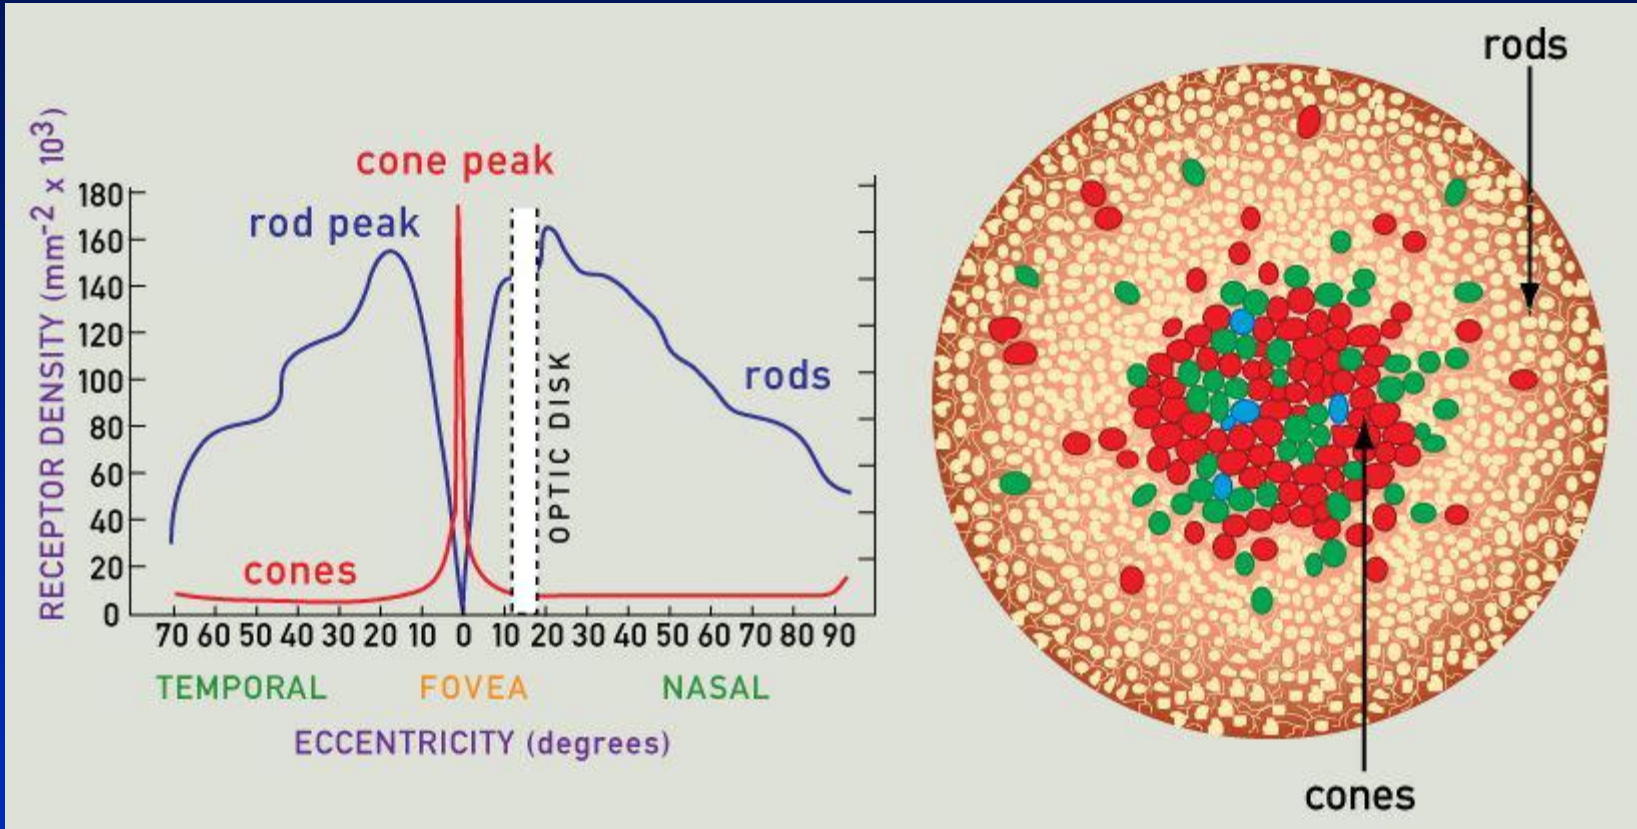 rods
cone peak
rod peak
RECEPTOR DENSITY (mm-2 x 103)
180
160
140
120
100
80
60
40
20
0
rods
OPTIC DISK
cones
70 60 50 40 30 20 10 0 10 20 30 40 50 60 70 80 90
TEMPORAL FOVEA NASAL
ECCENTRICITY (degrees)
cones